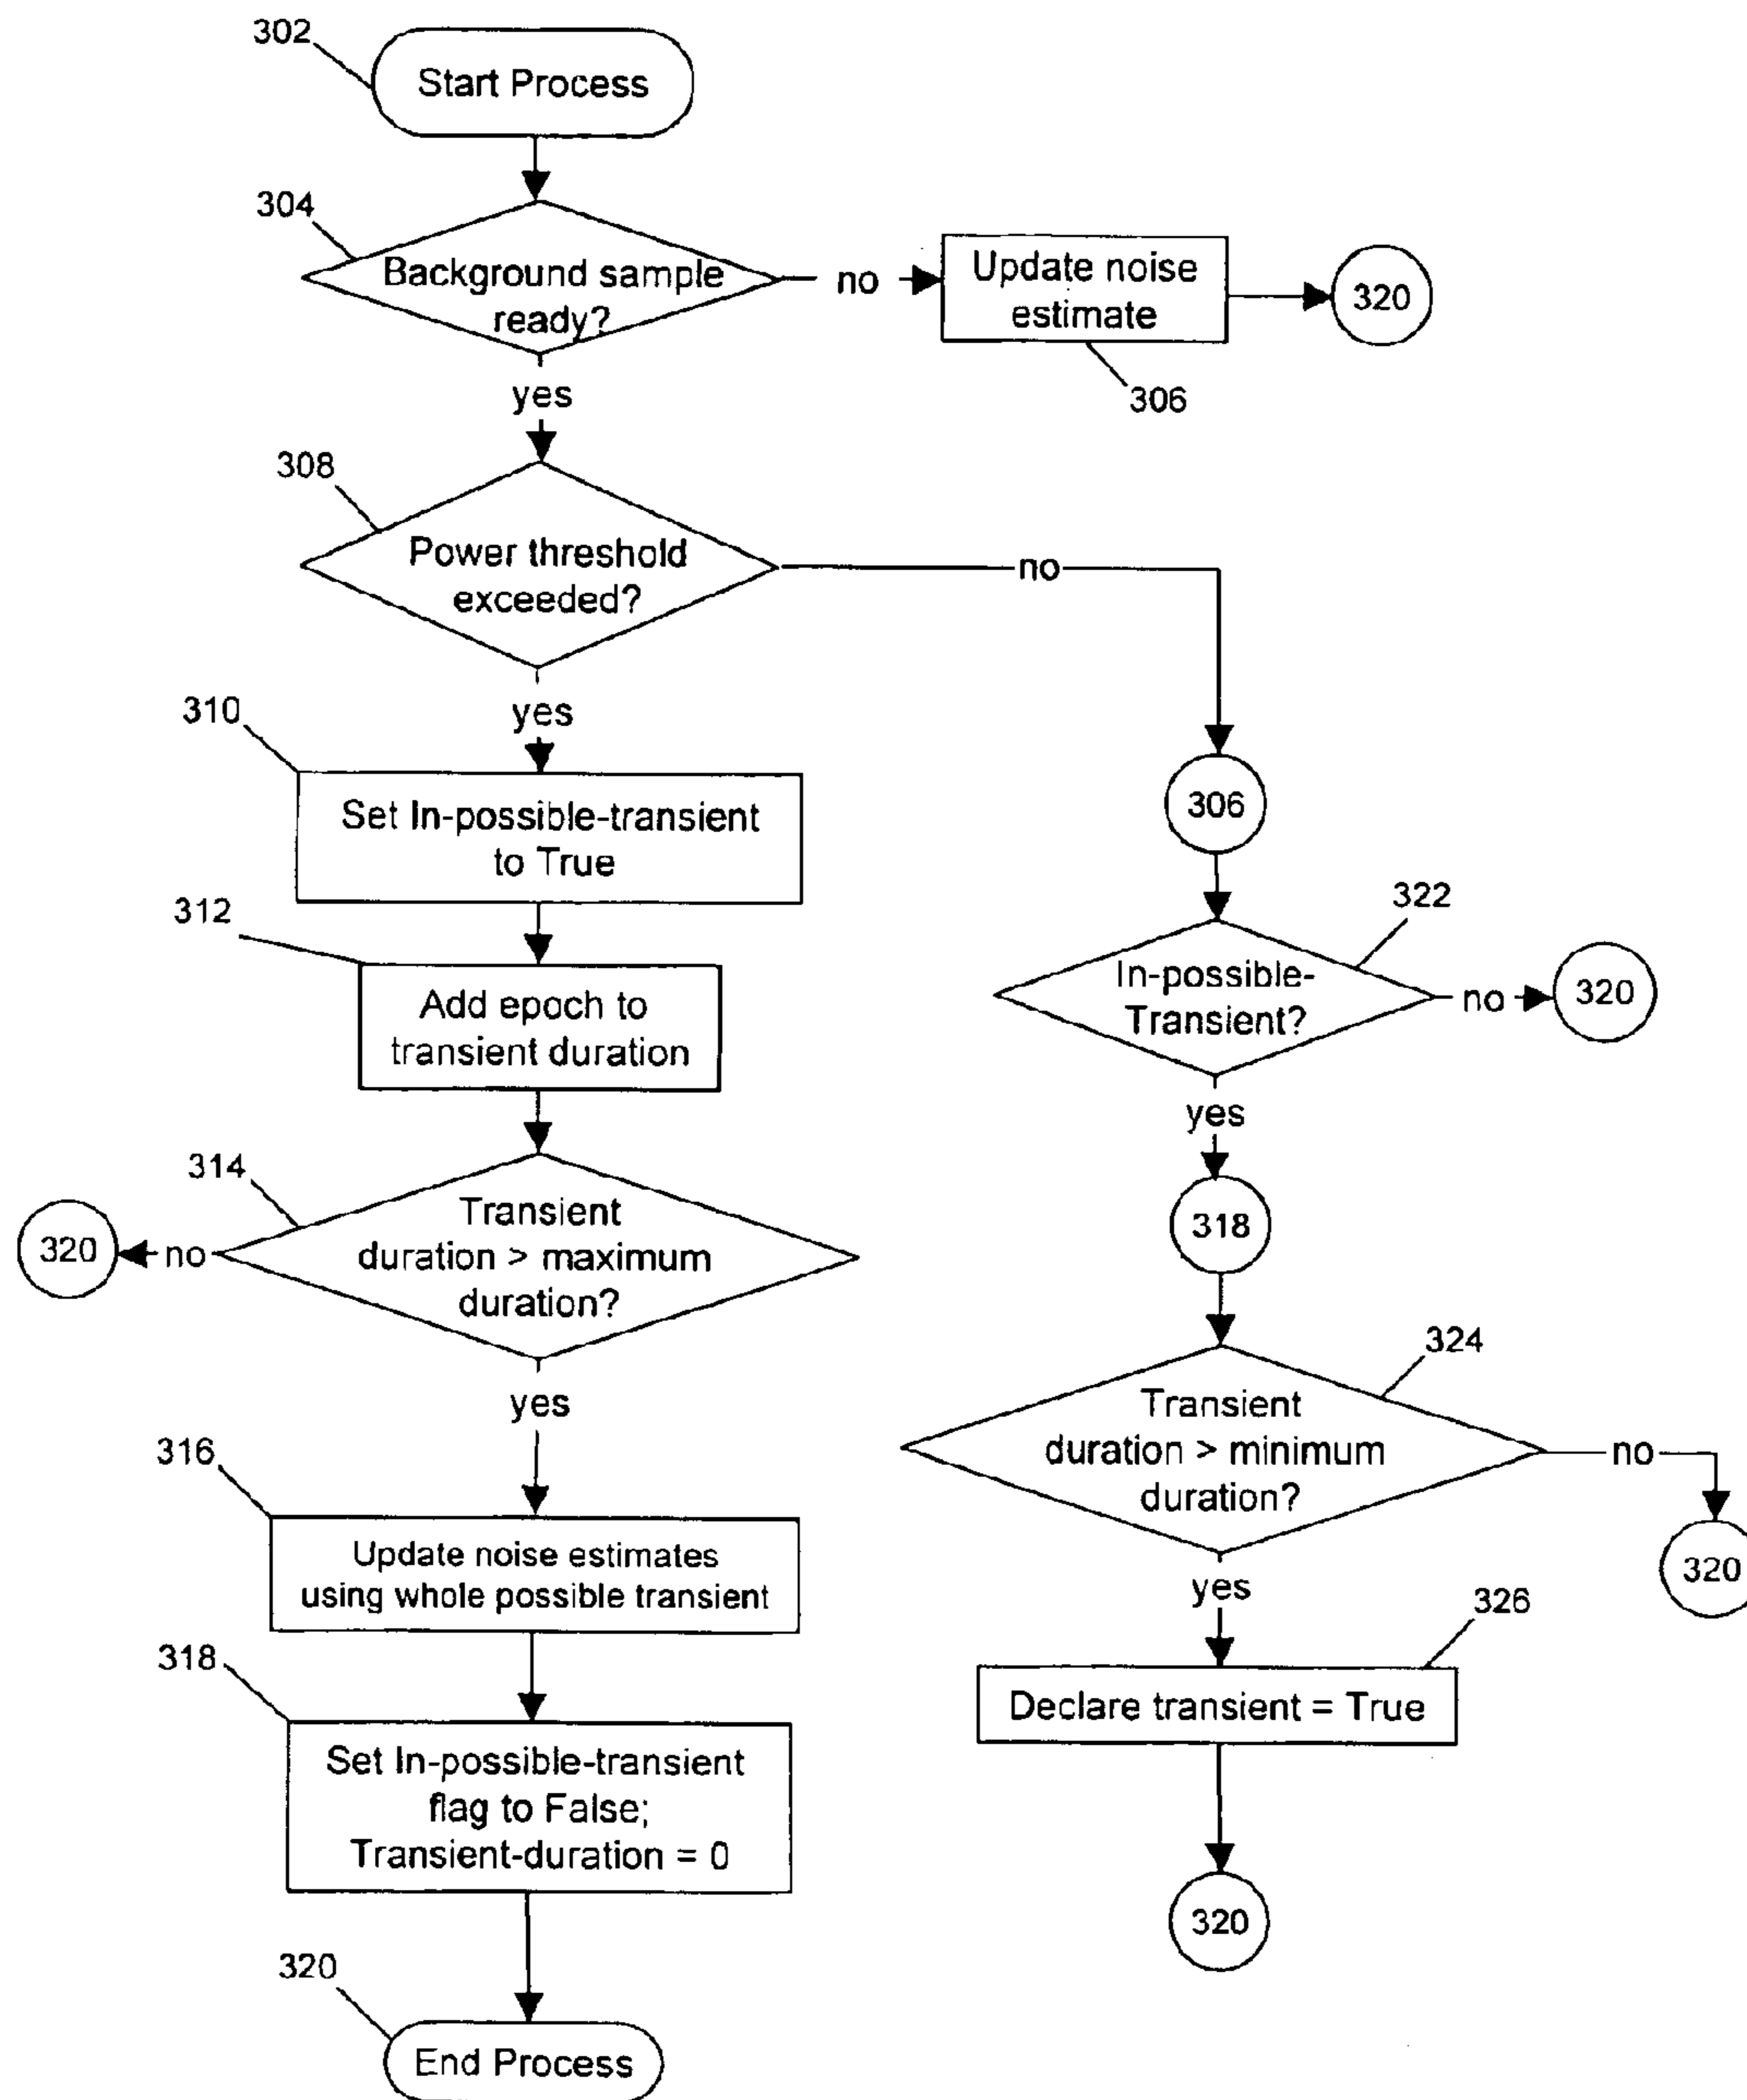 302
Start Process
304
Background sample
ready?
no
Update noise
estimate
320
306
yes
308
Power threshold
exceeded?
no
yes
310
Set In-possible-transient
to True
306
312
Add epoch to
transient duration
322
In-possible-
Transient?
no
320
yes
314
Transient
duration > maximum
duration?
no
320
318
yes
324
Transient
duration > minimum
duration?
no
320
316
Update noise estimates
using whole possible transient
yes
326
Declare transient = True
318
Set In-possible-transient
flag to False;
Transient-duration = 0
320
320
End Process